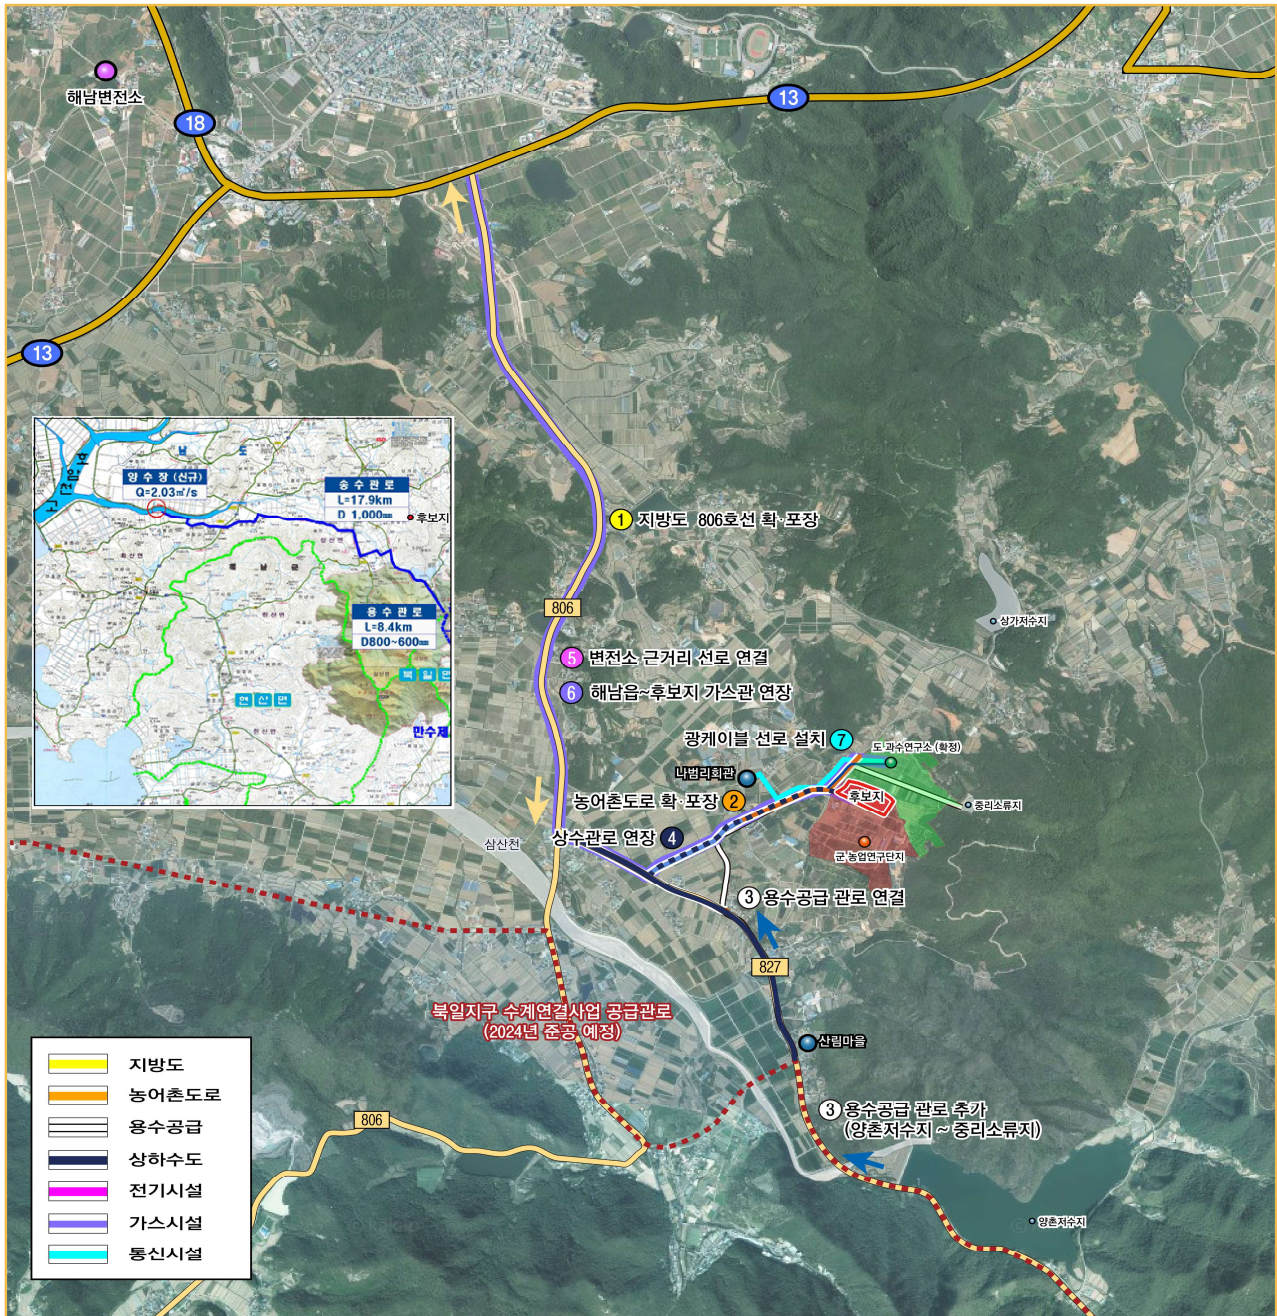 해남변전소
18
13
13
양 수 장 (신규)
Q=2.03㎥/s
송 수 관 로
L=17.9km
D 1,000㎜
후보지
고
호암천
남 도
해 남 군
용 수 관 로
L=8.4km
D800~600㎜
북 일 면
현 산 면
만수제
1 지방도 806호선 확·포장
806
상가저수지
5 변전소 근거리 선로 연결
6 해남읍~후보지 가스관 연장
광케이블 선로 설치 7
도 과수연구소 (확정)
나범리회관
농어촌도로 확·포장 2
후보지
중리소류지
상수관로 연장 4
삼산천
군 농업연구단지
3 용수공급 관로 연결
827
북일지구 수계연결사업 공급관로
(2024년 준공 예정)
산림마을
3 용수공급 관로 추가
(양촌저수지 ~ 중리소류지)
806
양촌저수지
지방도
농어촌도로
용수공급
상하수도
전기시설
가스시설
통신시설